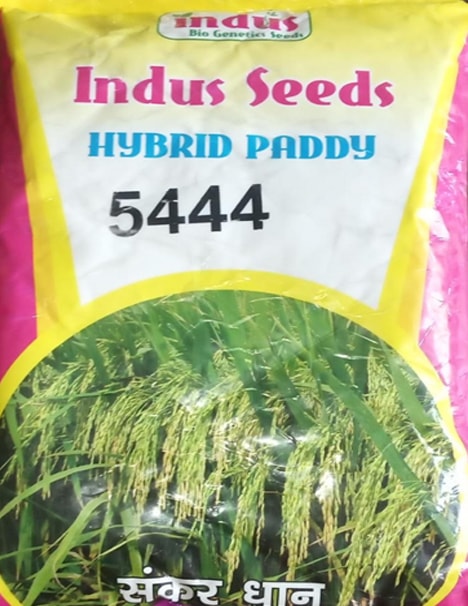 indus
Bio Genetics Seeds
Indus Seeds
HYBRID PADDY
5444
संकर धान